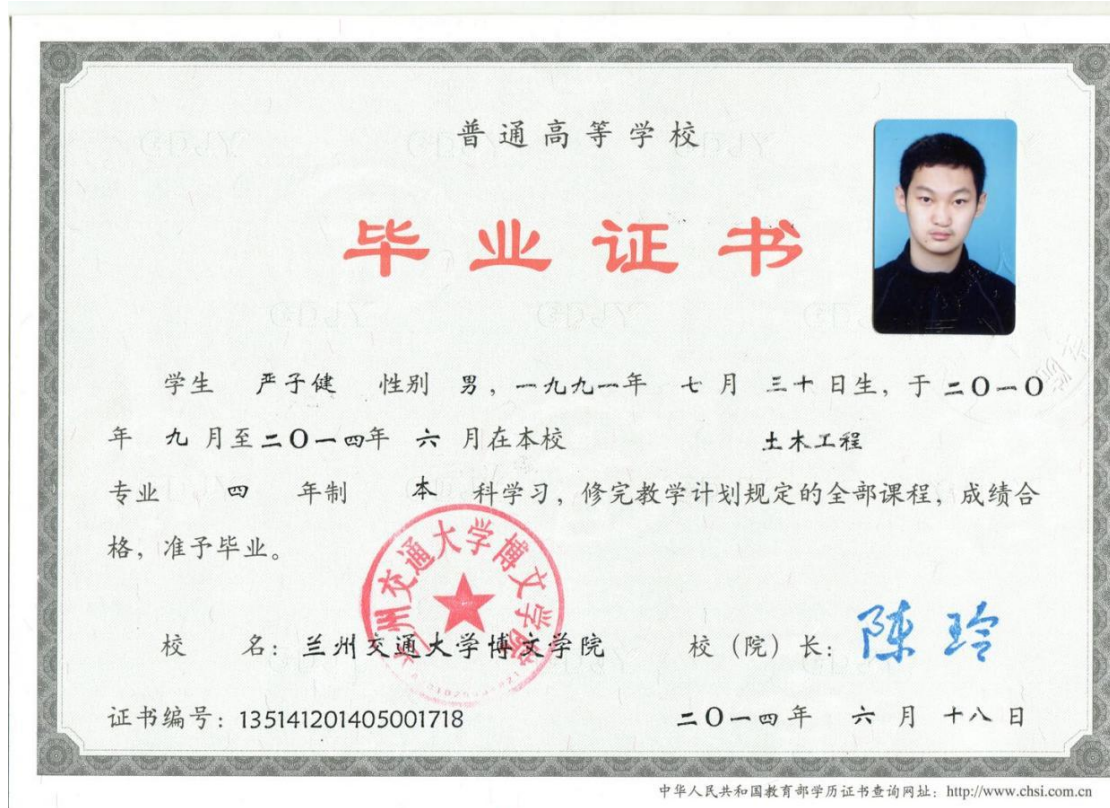 普通高等学校
毕业证书
学生 严子健 性别 男，一九九一年 七 月 三十 日生，于 二〇一〇
年 九 月至二〇一四年 六 月在本校 土木工程
专业 四 年制 本 科学习，修完教学计划规定的全部课程，成绩合
格，准予毕业。
兰州交通大学博文学院
校 名：兰州交通大学博文学院 校（院）长：陈玲
证书编号：135141201405001718 二〇一四年 六 月 十八 日
中华人民共和国教育部学历证书查询网址：http://www.chsi.com.cn